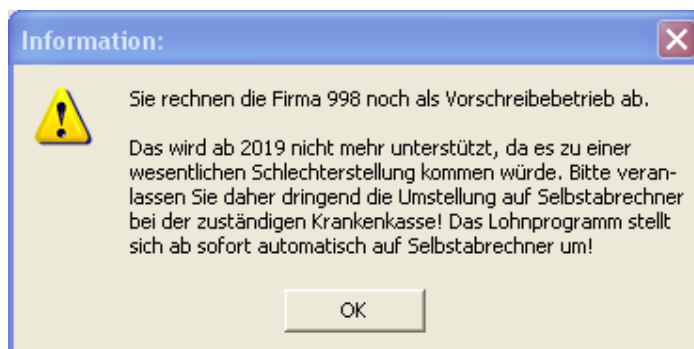 Information:
Sie rechnen die Firma 998 noch als Vorschreibebetrieb ab.
Das wird ab 2019 nicht mehr unterstützt, da es zu einer
wesentlichen Schlechterstellung kommen würde. Bitte veran-
lassen Sie daher dringend die Umstellung auf Selbstabrechner
bei der zuständigen Krankenkasse! Das Lohnprogramm stellt
sich ab sofort automatisch auf Selbstabrechner um!
OK